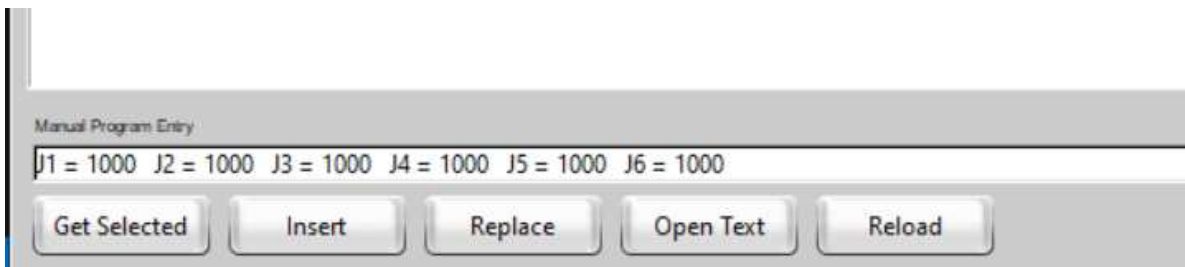 Manual Program Entry
J1 = 1000 J2 = 1000 J3 = 1000 J4 = 1000 J5 = 1000 J6 = 1000
Get Selected Insert Replace Open Text Reload